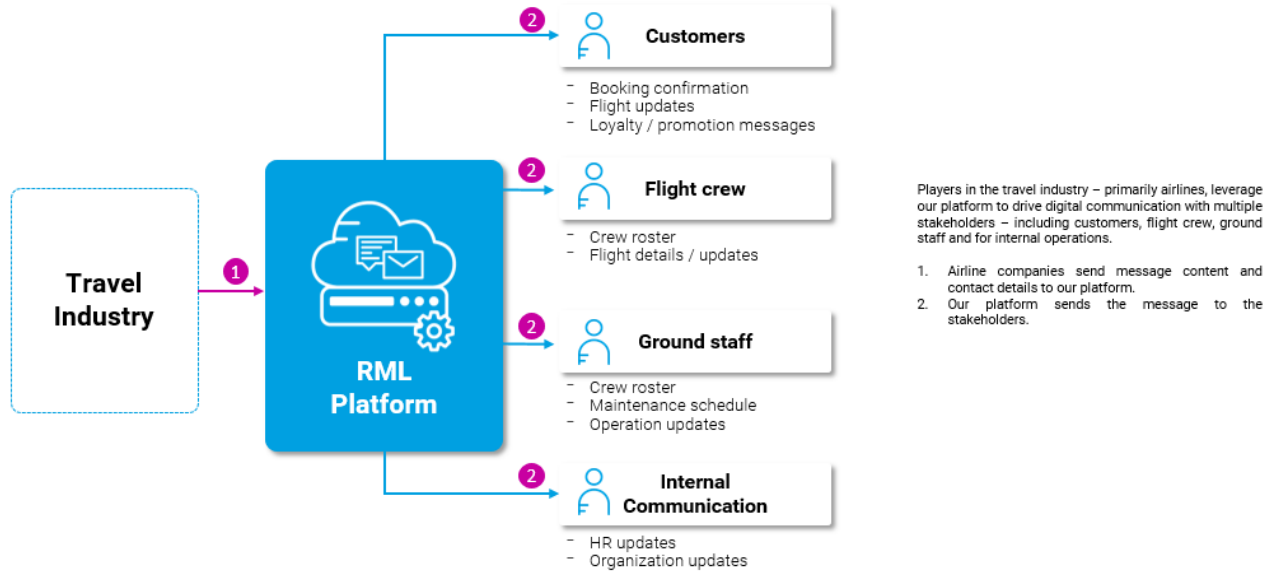 2
Customers
- Booking confirmation
- Flight updates
- Loyalty / promotion messages
2
Flight crew
- Crew roster
- Flight details / updates
Travel
Industry
1
RML
Platform
2
Ground staff
- Crew roster
- Maintenance schedule
- Operation updates
2
Internal
Communication
- HR updates
- Organization updates
Players in the travel industry – primarily airlines, leverage
our platform to drive digital communication with multiple
stakeholders – including customers, flight crew, ground
staff and for internal operations.
1. Airline companies send message content and
contact details to our platform.
2. Our platform sends the message to the
stakeholders.